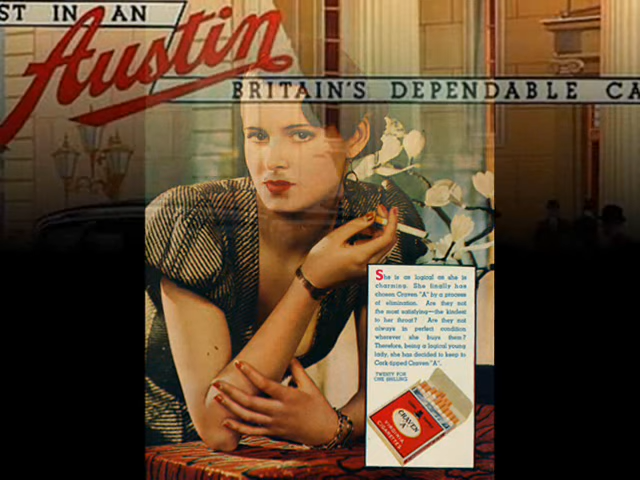 ST IN AN
Austin
BRITAIN'S DEPENDABLE CA
She is as logical as she is
charming. She finally has
chosen Craven "A" by a process
of elimination. Are they not
the most satisfying—the kindest
to her throat? Are they not
always in perfect condition
wherever she buys them?
Therefore, being a logical young
lady, she has decided to keep to
Cork-tipped Craven "A".
TWENTY FOR
ONE SHILLING
CRAVEN
"A"
VIRGINIA
CIGARETTES